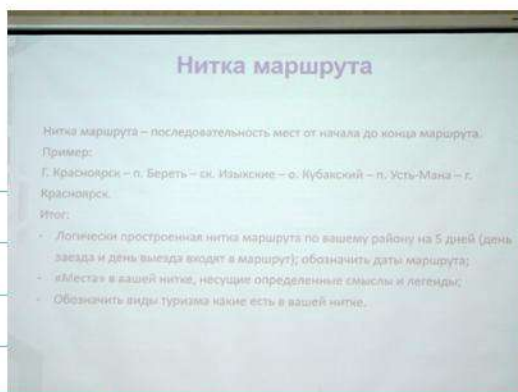 Нитка маршрута
Нитка маршрута – последовательность мест от начала до конца маршрута.
Пример:
Г. Красноярск – п. Береть – ск. Изыкские – о. Кубакский – п. Усть-Мана – г.
Красноярск.
Итог:
- Логически простроенная нитка маршрута по вашему району на 5 дней (день
заезда и день выезда входят в маршрут); обозначить даты маршрута;
- «Места» в вашей нитке, несущие определенные смыслы и легенды;
- Обозначить виды туризма какие есть в вашей нитке.